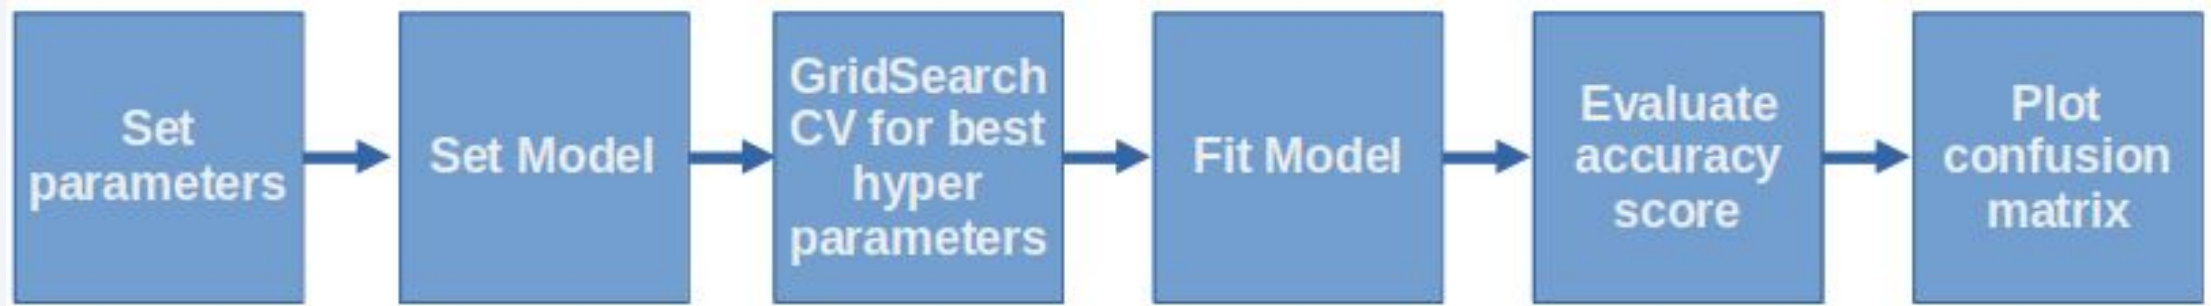 Set
parameters
Set Model
GridSearch
CV for best
hyper
parameters
Fit Model
Evaluate
accuracy
score
Plot
confusion
matrix